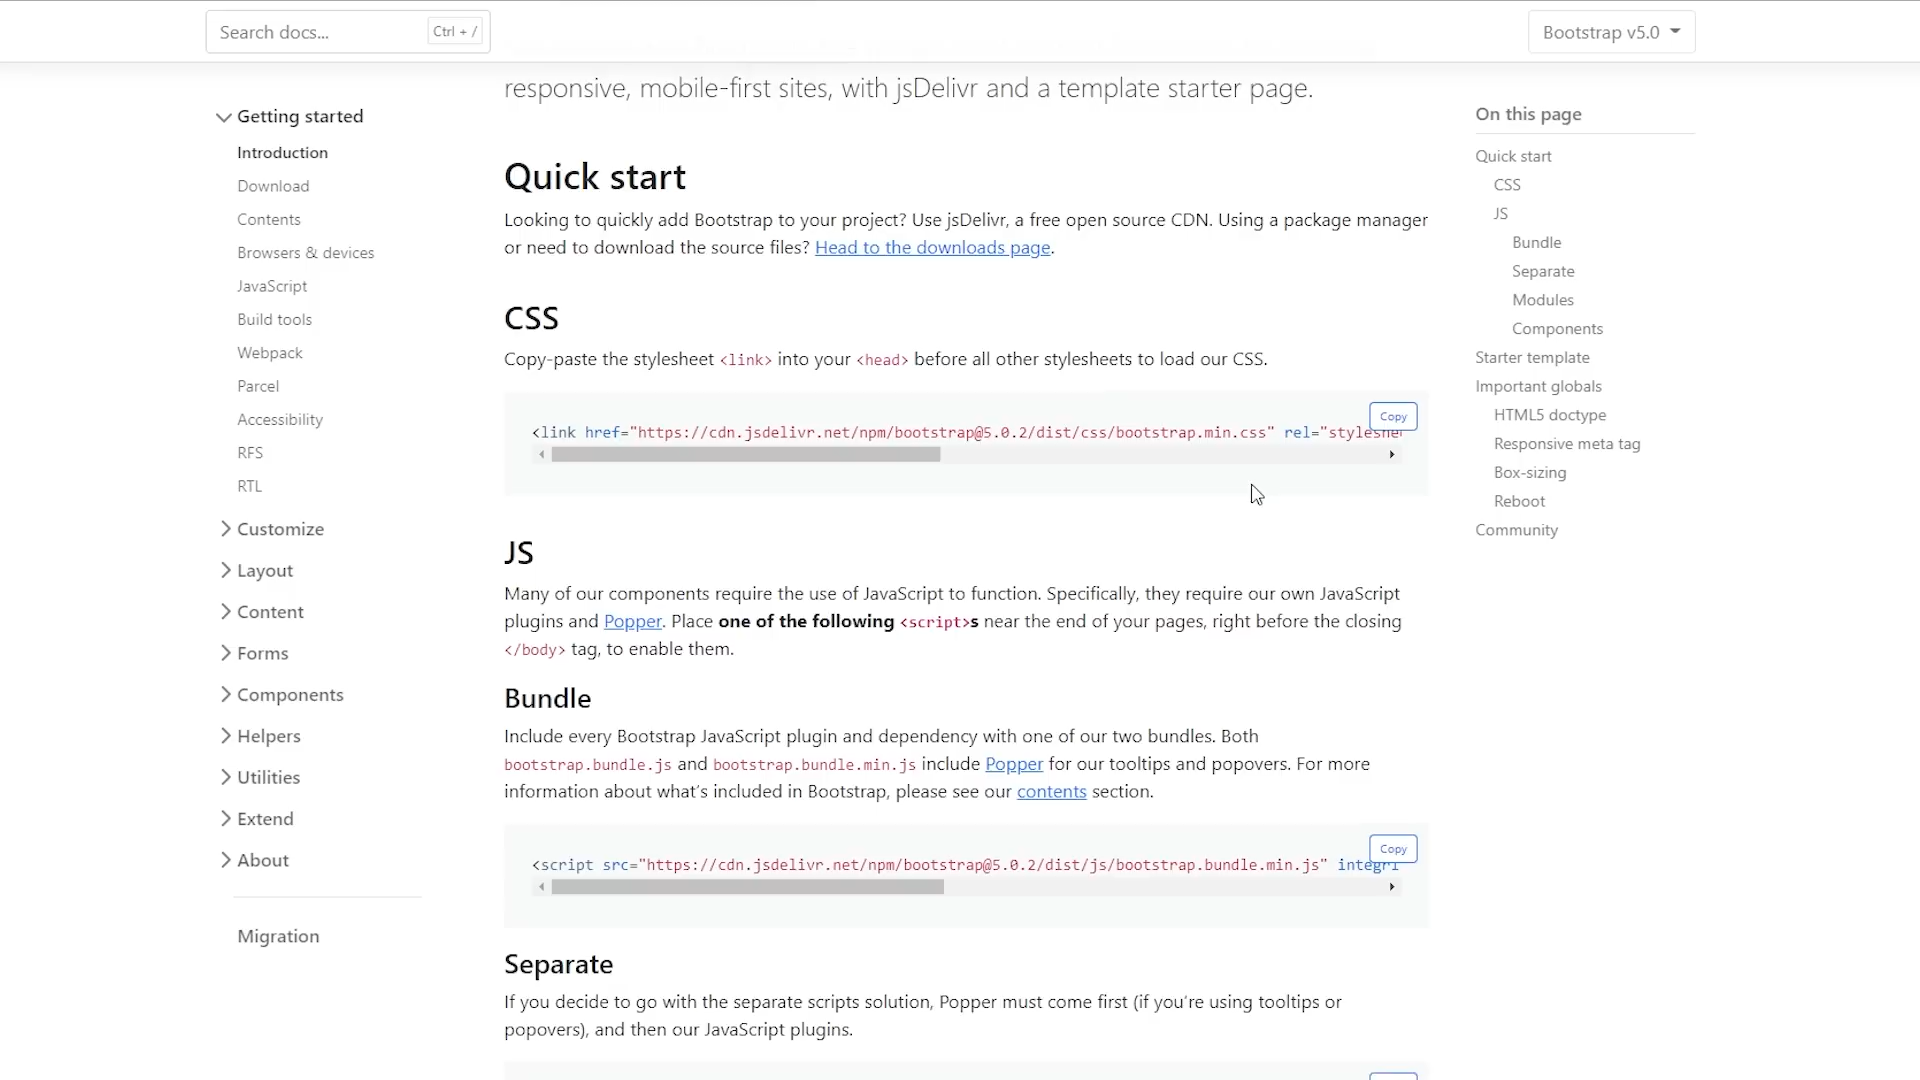 Search docs...
Ctrl + /
Bootstrap v5.0
Getting started
Introduction
Download
Contents
Browsers & devices
JavaScript
Build tools
Webpack
Parcel
Accessibility
RFS
RTL
Customize
Layout
Content
Forms
Components
Helpers
Utilities
Extend
About
Migration
responsive, mobile-first sites, with jsDelivr and a template starter page.
Quick start
Looking to quickly add Bootstrap to your project? Use jsDelivr, a free open source CDN. Using a package manager
or need to download the source files? Head to the downloads page.
CSS
Copy-paste the stylesheet <link> into your <head> before all other stylesheets to load our CSS.
Copy
<link href="https://cdn.jsdelivr.net/npm/bootstrap@5.0.2/dist/css/bootstrap.min.css" rel="styleshe
JS
Many of our components require the use of JavaScript to function. Specifically, they require our own JavaScript
plugins and Popper. Place one of the following <script>s near the end of your pages, right before the closing
</body> tag, to enable them.
Bundle
Include every Bootstrap JavaScript plugin and dependency with one of our two bundles. Both
bootstrap.bundle.js and bootstrap.bundle.min.js include Popper for our tooltips and popovers. For more
information about what's included in Bootstrap, please see our contents section.
Copy
<script src="https://cdn.jsdelivr.net/npm/bootstrap@5.0.2/dist/js/bootstrap.bundle.min.js" integri
Separate
If you decide to go with the separate scripts solution, Popper must come first (if you're using tooltips or
popovers), and then our JavaScript plugins.
On this page
Quick start
CSS
JS
Bundle
Separate
Modules
Components
Starter template
Important globals
HTML5 doctype
Responsive meta tag
Box-sizing
Reboot
Community